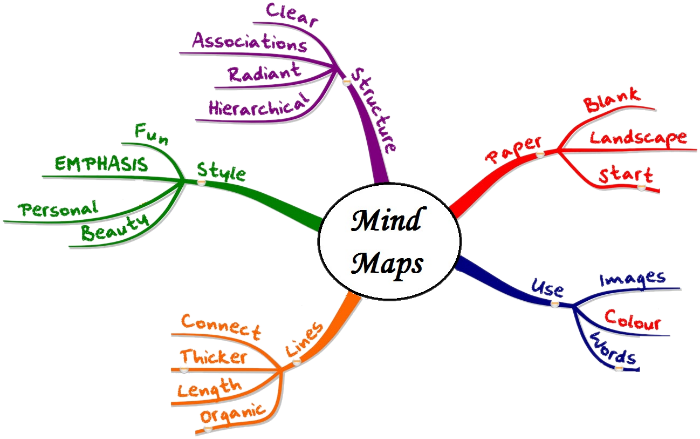 Mind
Maps
Paper
Blank
Landscape
Start
Use
Images
Colour
Words
Lines
Connect
Thicker
Length
Organic
Style
Fun
EMPHASIS
Personal
Beauty
Structure
Clear
Associations
Radiant
Hierarchical